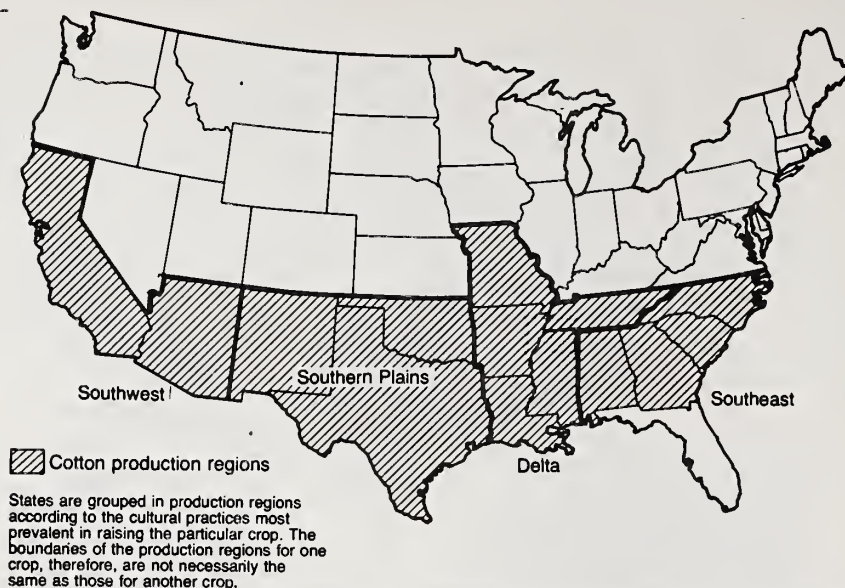 Southwest
Southern Plains
Southeast
Delta
Cotton production regions
States are grouped in production regions
according to the cultural practices most
prevalent in raising the particular crop. The
boundaries of the production regions for one
crop, therefore, are not necessarily the
same as those for another crop.